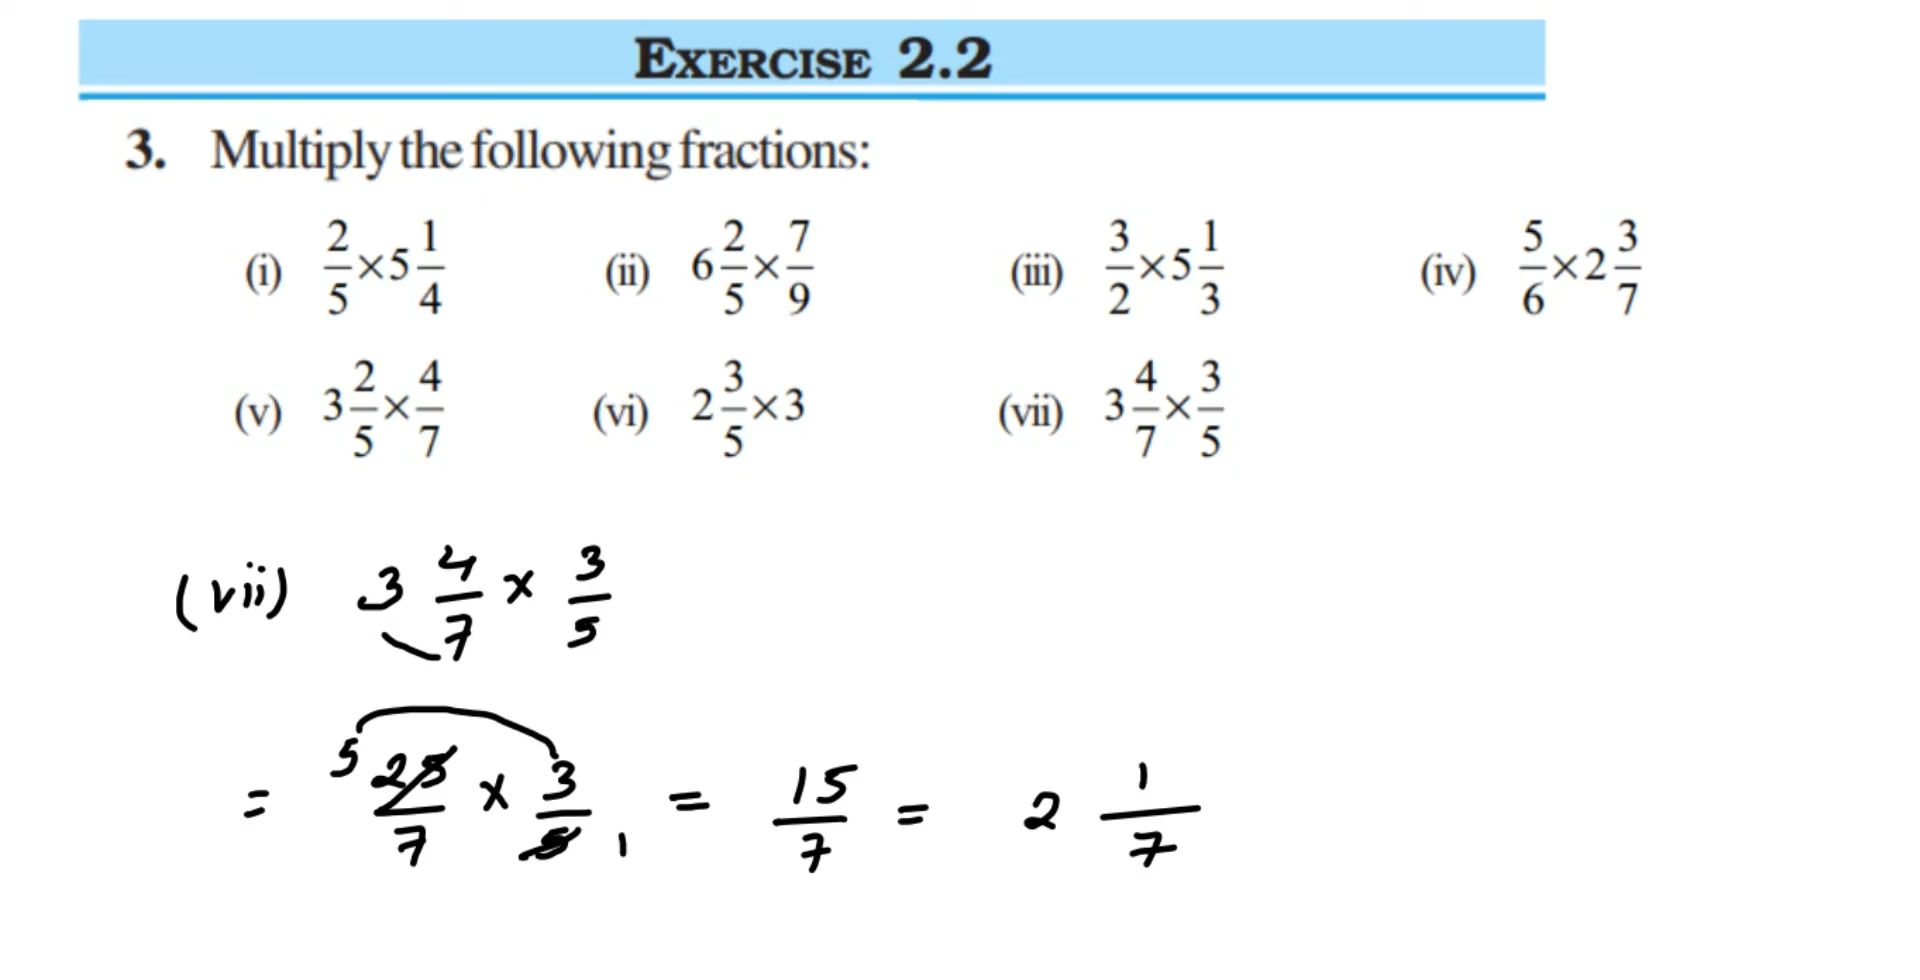 EXERCISE 2.2
3. Multiply the following fractions:
(i) 2/5 × 5 1/4 (ii) 6 2/5 × 7/9 (iii) 3/2 × 5 1/3 (iv) 5/6 × 2 3/7
(v) 3 2/5 × 4/7 (vi) 2 3/5 × 3 (vii) 3 4/7 × 3/5
(vii) 3 4/7 × 3/5
= 5 25/7 × 3/5 1 = 15/7 = 2 1/7